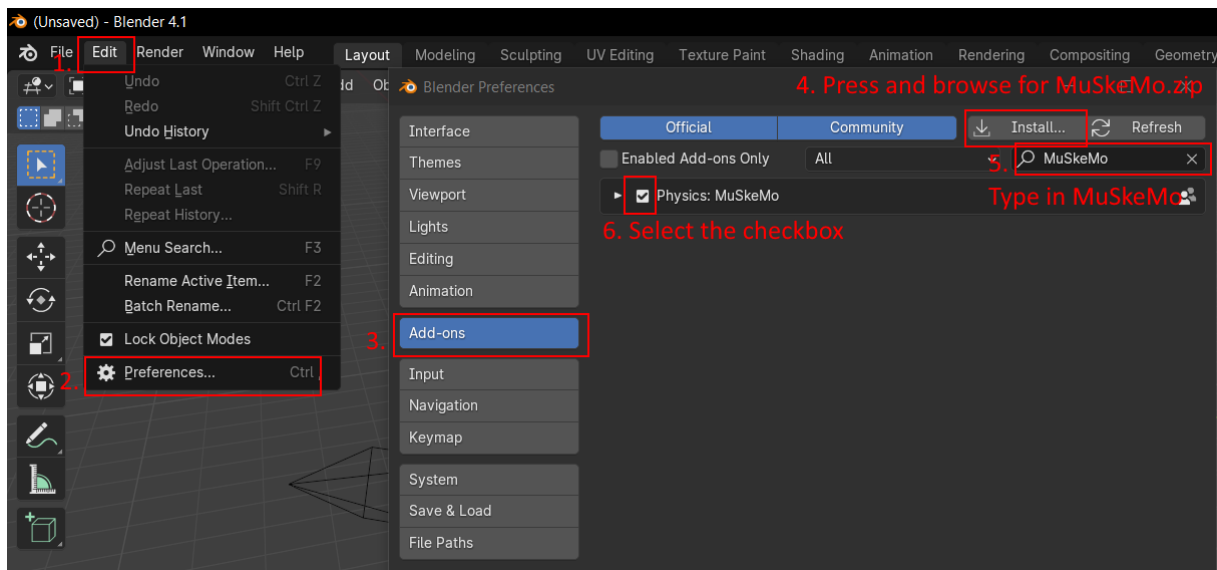 (Unsaved) - Blender 4.1
File Edit Render Window Help Layout Modeling Sculpting UV Editing Texture Paint Shading Animation Rendering Compositing Geometry
1.
Undo Ctrl Z
Redo Shift Ctrl Z
Undo History
Adjust Last Operation... F9
Repeat Last Shift R
Repeat History...
Menu Search... F3
Rename Active Item... F2
Batch Rename... Ctrl F2
Lock Object Modes
2. Preferences... Ctrl ,
dd Ob
Blender Preferences
4. Press and browse for MuSkeMo.zip
Interface
Themes
Viewport
Lights
Editing
Animation
3. Add-ons
Input
Navigation
Keymap
System
Save & Load
File Paths
Official Community Install... Refresh
Enabled Add-ons Only All 5. MuSkeMo
Physics: MuSkeMo Type in MuSkeMo
6. Select the checkbox